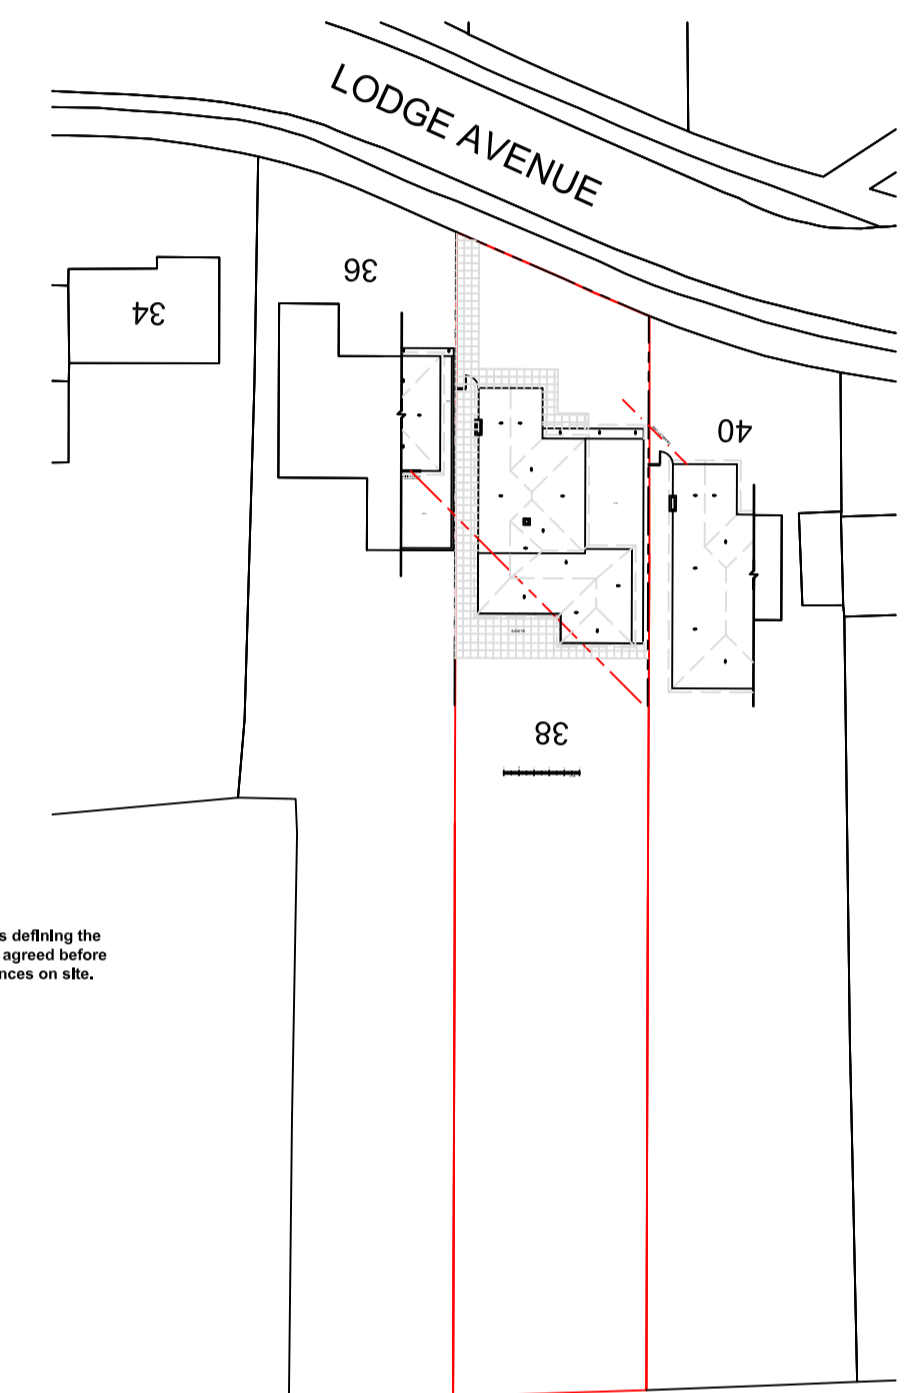 LODGE AVENUE
36
34
40
38
s defining the
agreed before
nces on site.